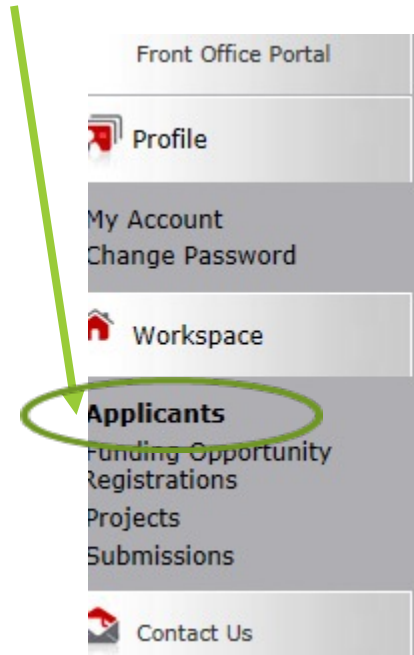 Front Office Portal
Profile
My Account
Change Password
Workspace
Applicants
Funding Opportunity
Registrations
Projects
Submissions
Contact Us